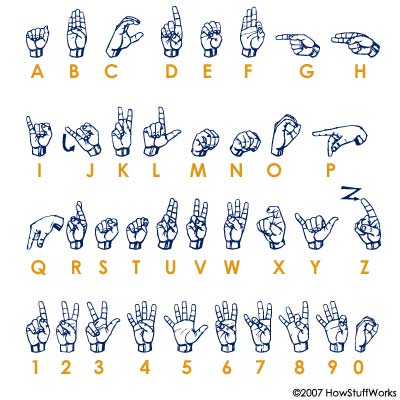 A B C D E F G H
I J K L M N O P
Q R S T U V W X Y Z
1 2 3 4 5 6 7 8 9 0
©2007 HowStuffWorks